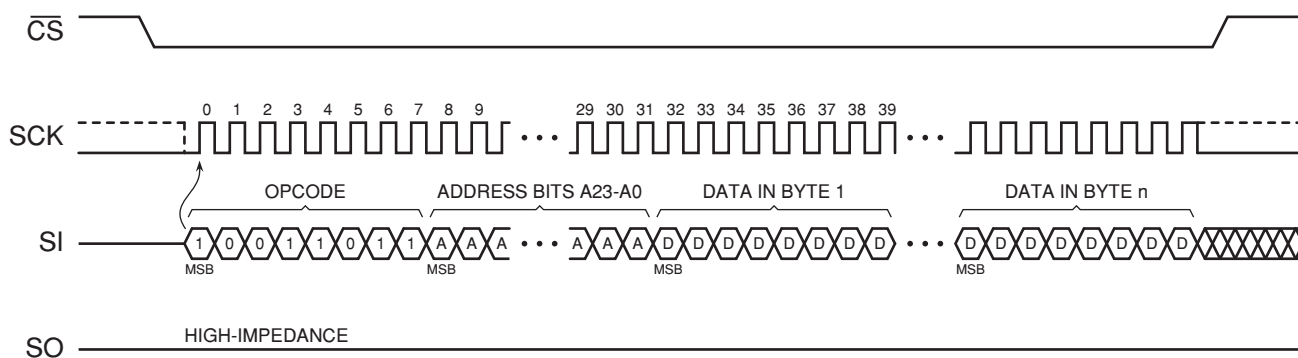 CS
0 1 2 3 4 5 6 7 8 9 29 30 31 32 33 34 35 36 37 38 39
SCK
OPCODE ADDRESS BITS A23-A0 DATA IN BYTE 1 DATA IN BYTE n
SI 1 0 0 1 1 0 1 1 A A A A A A D D D D D D D D D D D D D D D D
MSB MSB MSB MSB
HIGH-IMPEDANCE
SO